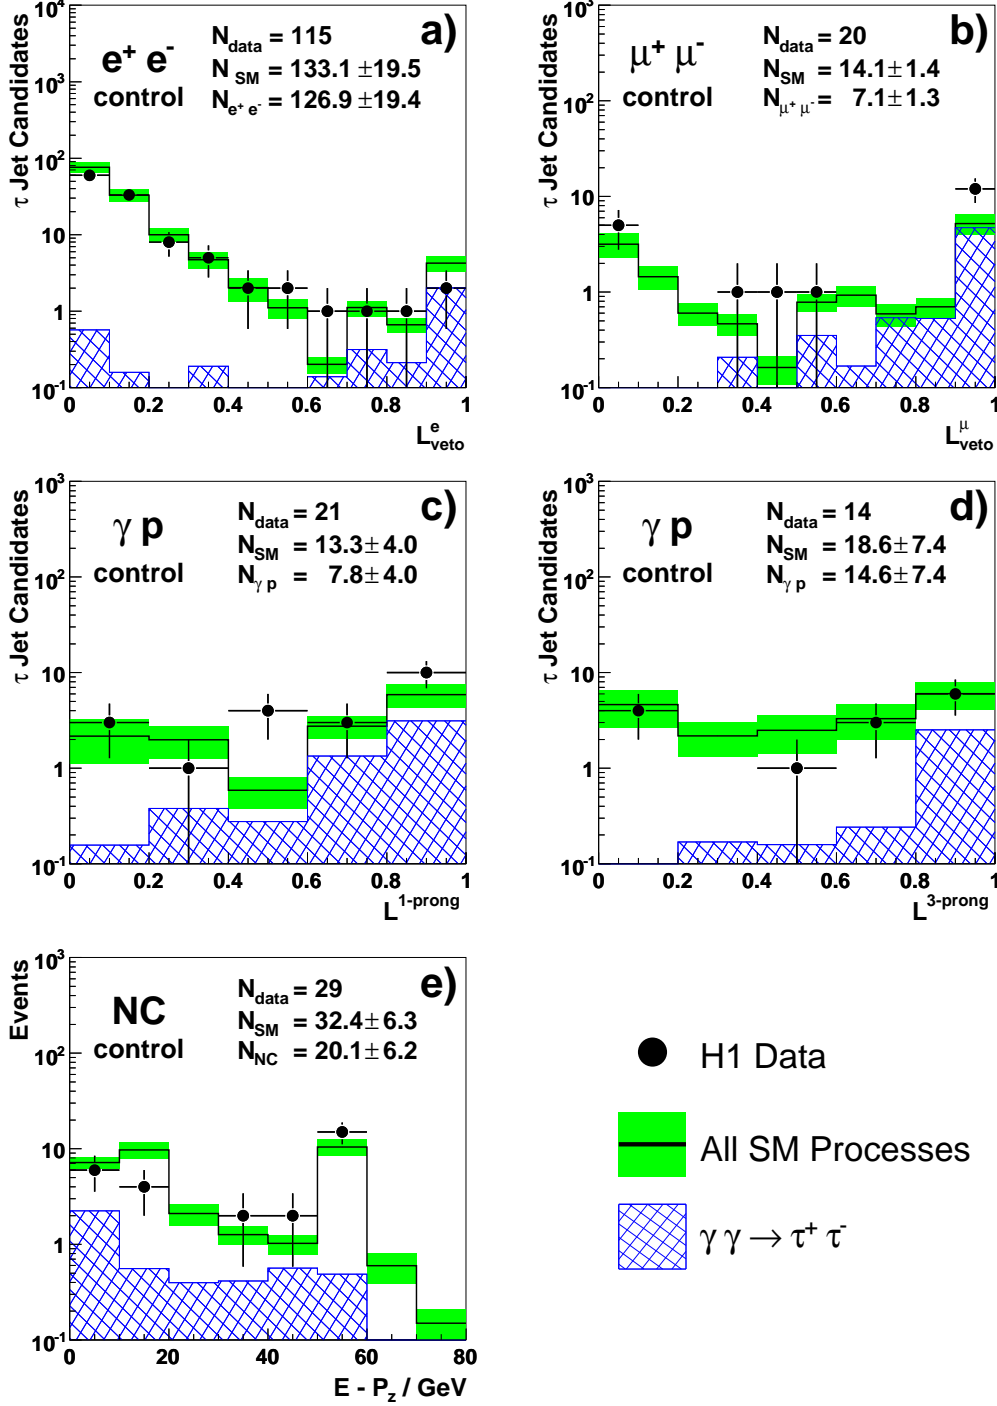 a)
e⁺ e⁻
control
N_data = 115
N_SM = 133.1 ±19.5
N_e⁺ e⁻ = 126.9 ±19.4
τ Jet Candidates
10³
10²
10
1
10⁻¹
0 0.2 0.4 0.6 0.8 1
L^e_veto
b)
μ⁺ μ⁻
control
N_data = 20
N_SM = 14.1±1.4
N_μ⁺ μ⁻ = 7.1±1.3
τ Jet Candidates
10³
10²
10
1
10⁻¹
0 0.2 0.4 0.6 0.8 1
L^μ_veto
c)
γ p
control
N_data = 21
N_SM = 13.3±4.0
N_γ p = 7.8±4.0
τ Jet Candidates
10³
10²
10
1
10⁻¹
0 0.2 0.4 0.6 0.8 1
L^1-prong
d)
γ p
control
N_data = 14
N_SM = 18.6±7.4
N_γ p = 14.6±7.4
τ Jet Candidates
10³
10²
10
1
10⁻¹
0 0.2 0.4 0.6 0.8 1
L^3-prong
e)
NC
control
N_data = 29
N_SM = 32.4±6.3
N_NC = 20.1±6.2
Events
10³
10²
10
1
10⁻¹
0 20 40 60 80
E - P_z / GeV
H1 Data
All SM Processes
γ γ → τ⁺ τ⁻